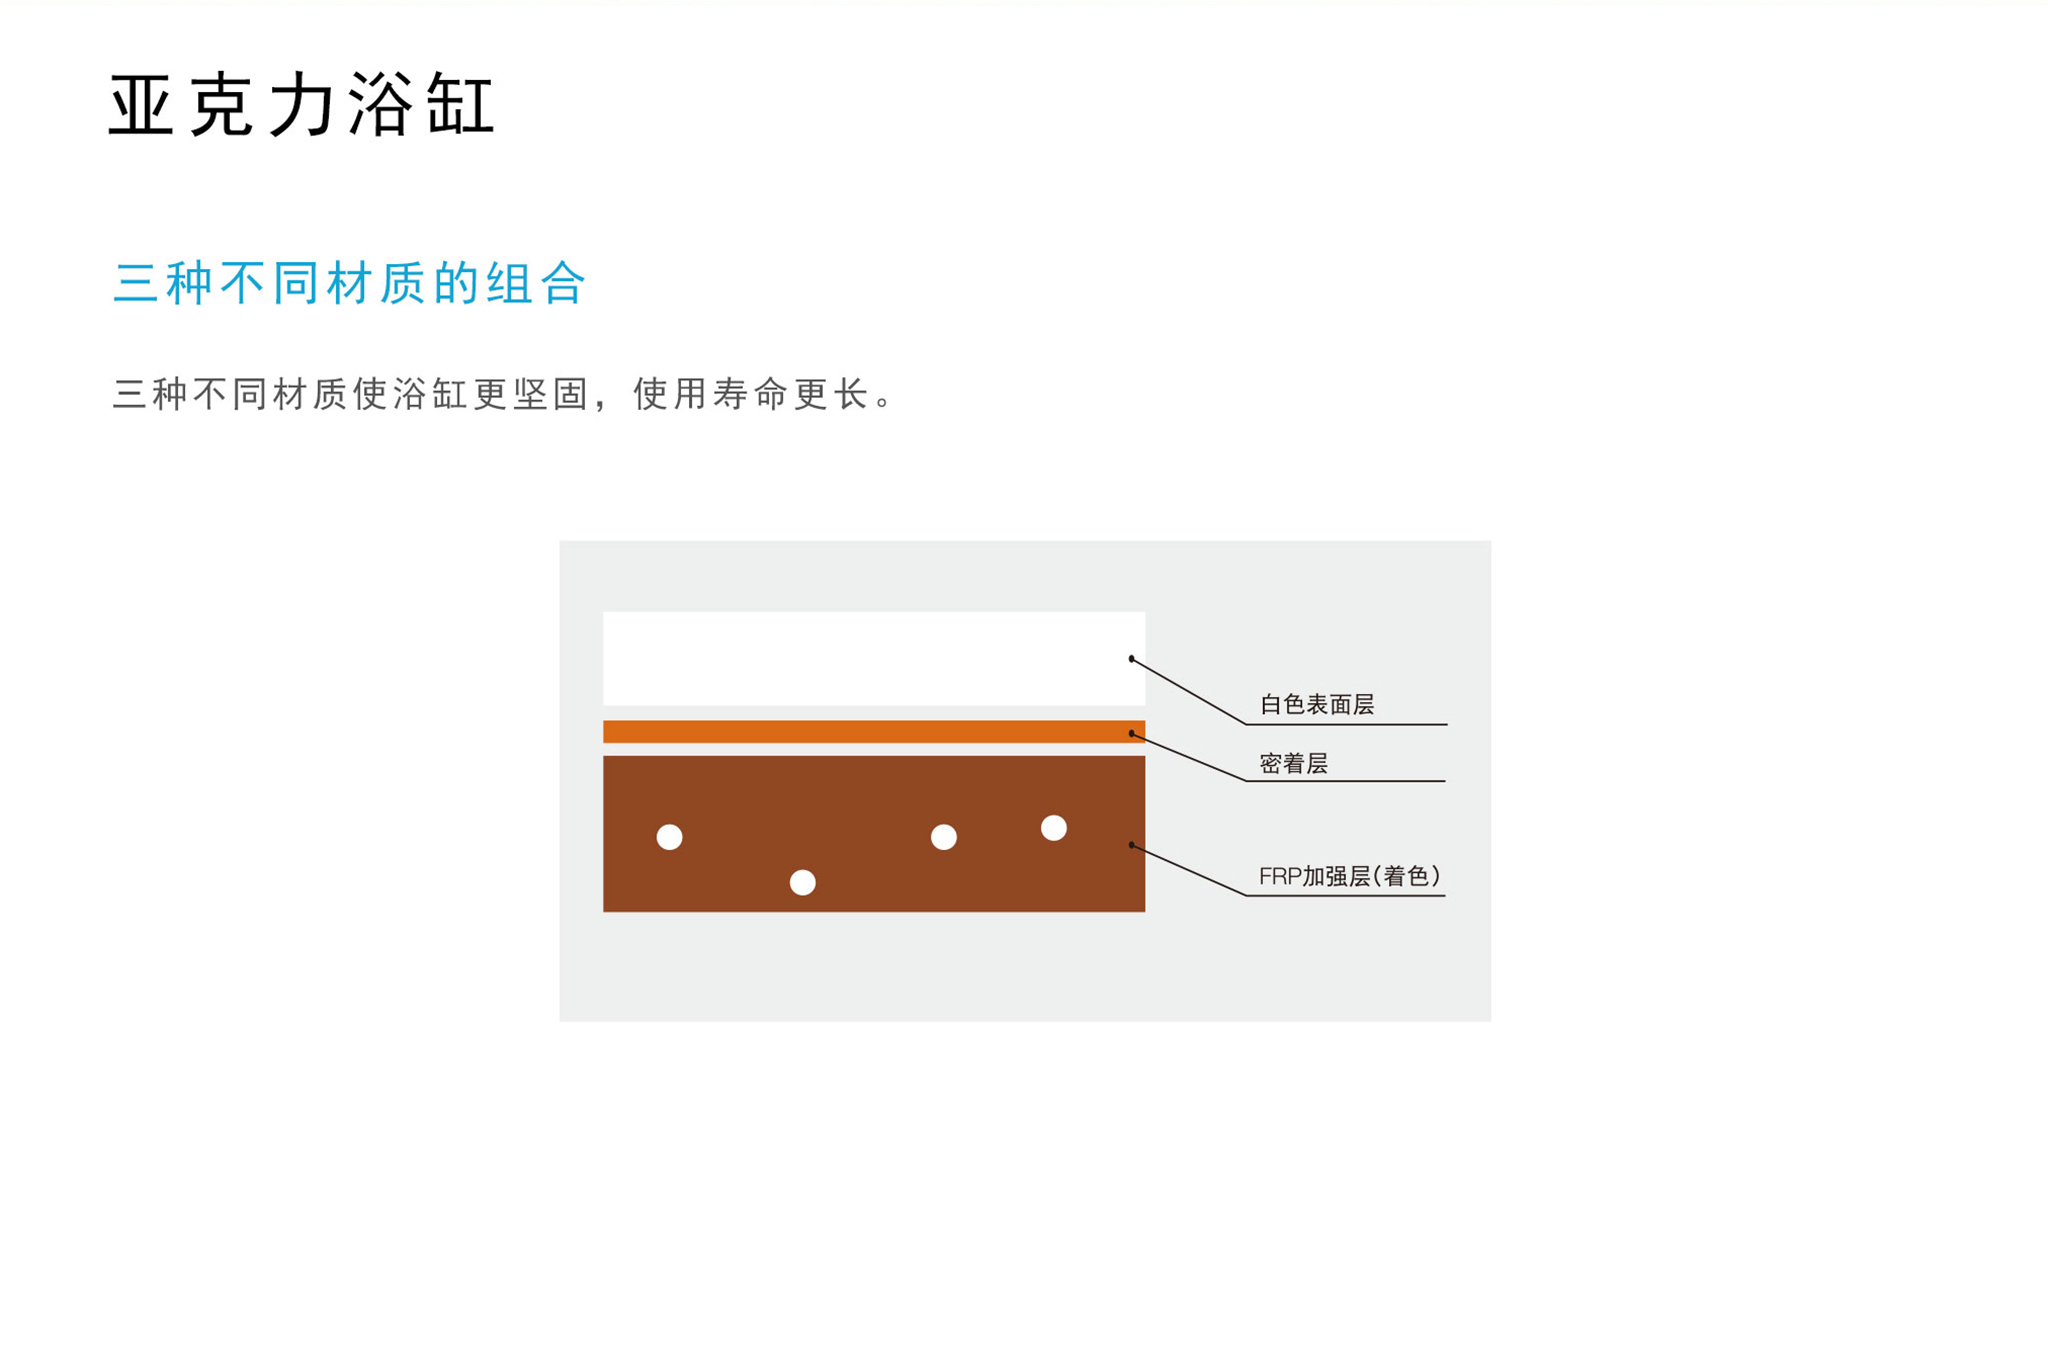 亚克力浴缸
三种不同材质的组合
三种不同材质使浴缸更坚固，使用寿命更长。
白色表面层
密着层
FRP加强层(着色)